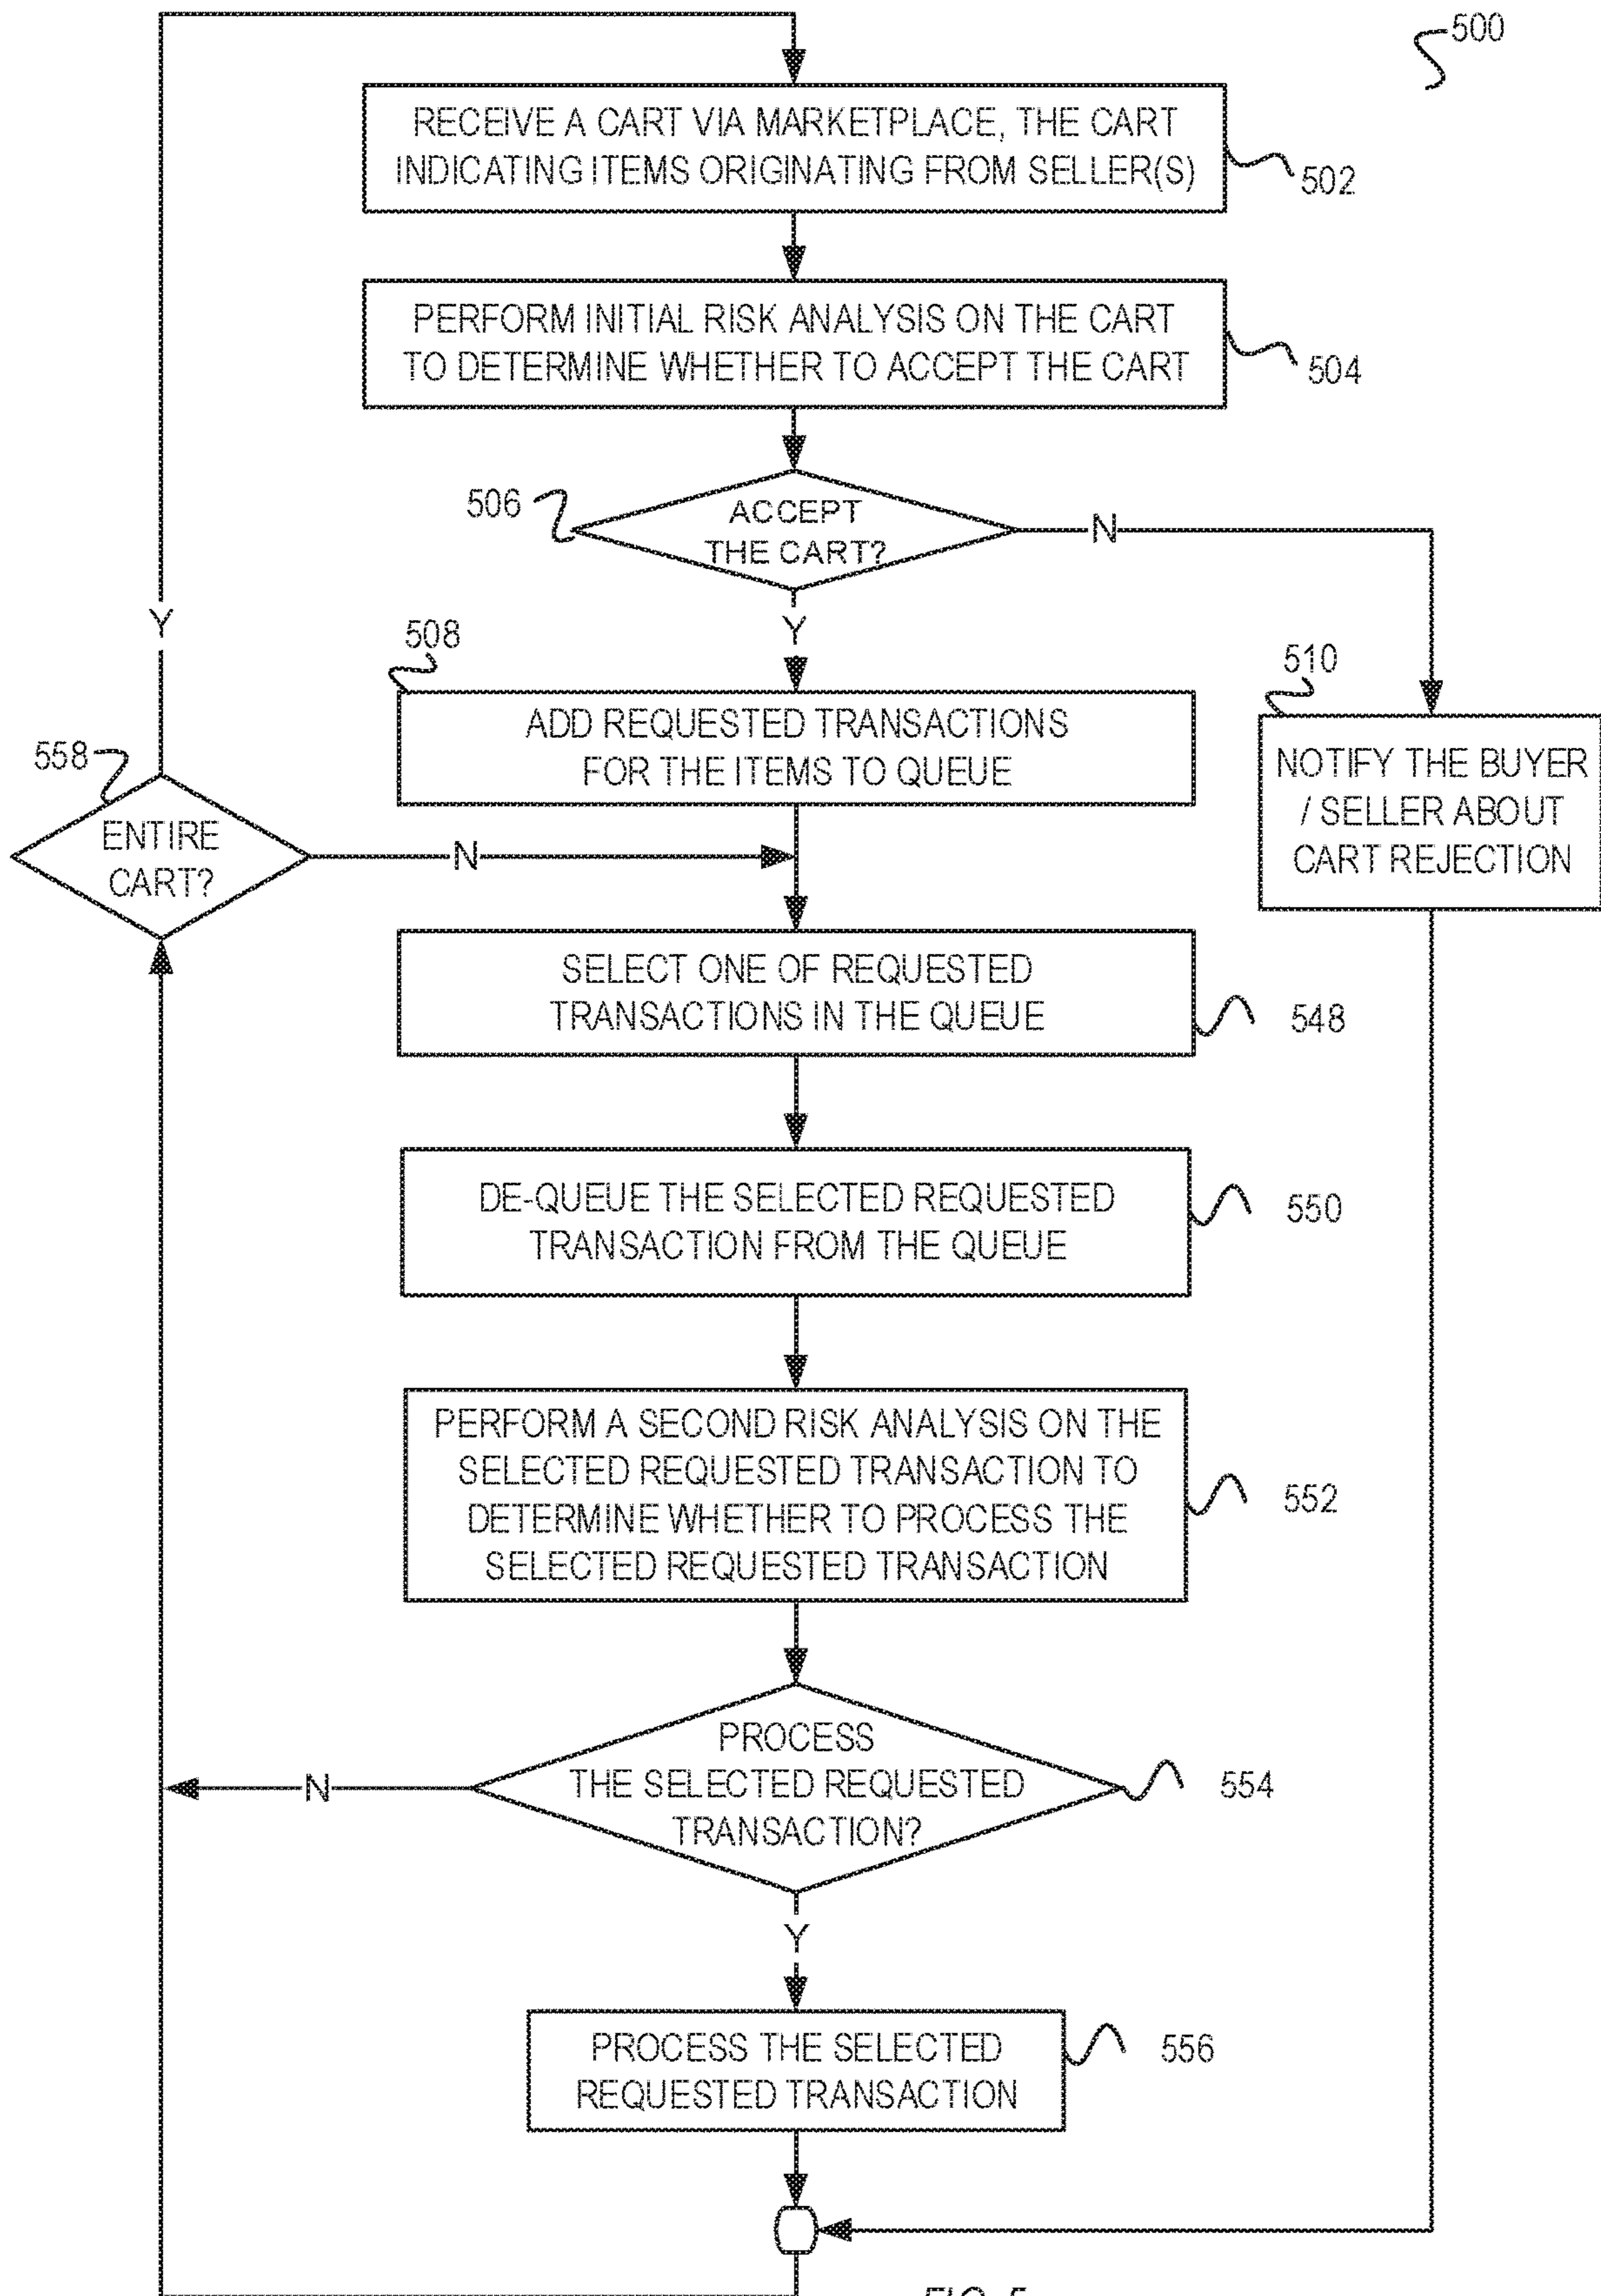 500
RECEIVE A CART VIA MARKETPLACE, THE CART
INDICATING ITEMS ORIGINATING FROM SELLER(S)
502
PERFORM INITIAL RISK ANALYSIS ON THE CART
TO DETERMINE WHETHER TO ACCEPT THE CART
504
506
ACCEPT
THE CART?
N
Y
Y
508
510
ADD REQUESTED TRANSACTIONS
FOR THE ITEMS TO QUEUE
NOTIFY THE BUYER
/ SELLER ABOUT
CART REJECTION
558
ENTIRE
CART?
N
SELECT ONE OF REQUESTED
TRANSACTIONS IN THE QUEUE
548
DE-QUEUE THE SELECTED REQUESTED
TRANSACTION FROM THE QUEUE
550
PERFORM A SECOND RISK ANALYSIS ON THE
SELECTED REQUESTED TRANSACTION TO
DETERMINE WHETHER TO PROCESS THE
SELECTED REQUESTED TRANSACTION
552
PROCESS
THE SELECTED REQUESTED
TRANSACTION?
554
N
Y
PROCESS THE SELECTED
REQUESTED TRANSACTION
556
FIG. 5